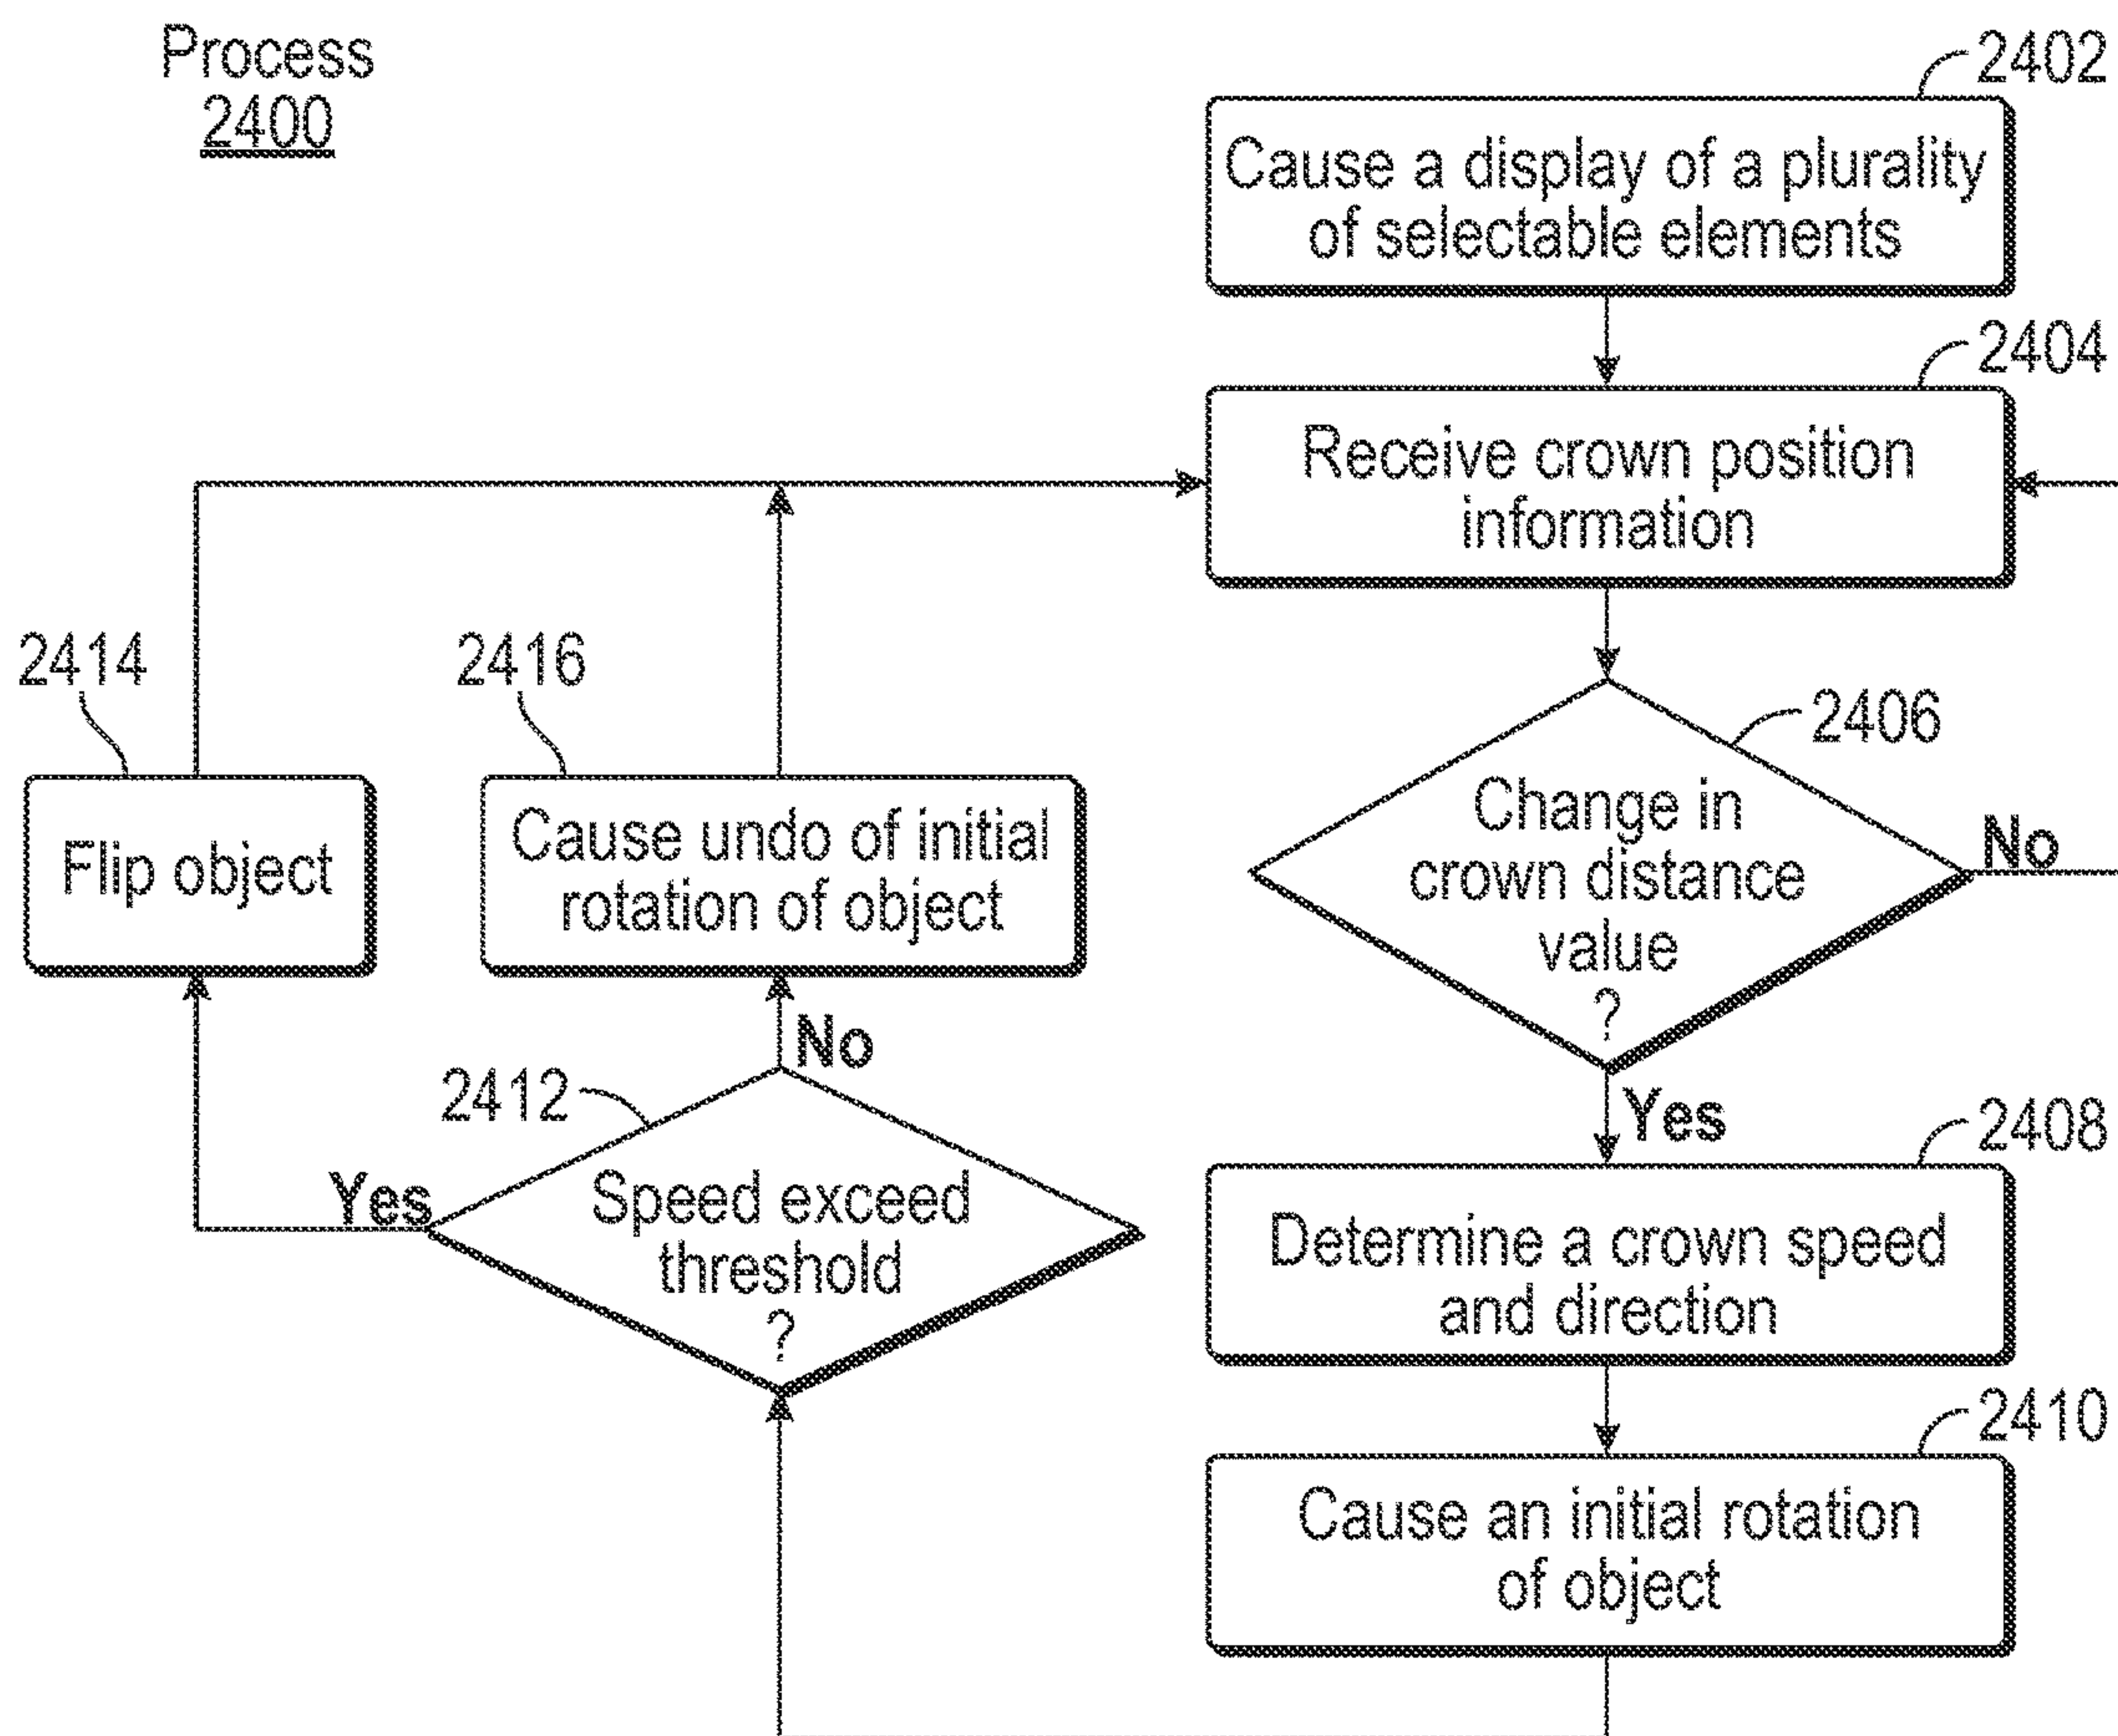 Process
2400
2402
Cause a display of a plurality
of selectable elements
2404
Receive crown position
information
2406
Change in
crown distance
value
?
No
Yes
2408
Determine a crown speed
and direction
2410
Cause an initial rotation
of object
2412
Speed exceed
threshold
?
Yes
No
2414
Flip object
2416
Cause undo of initial
rotation of object